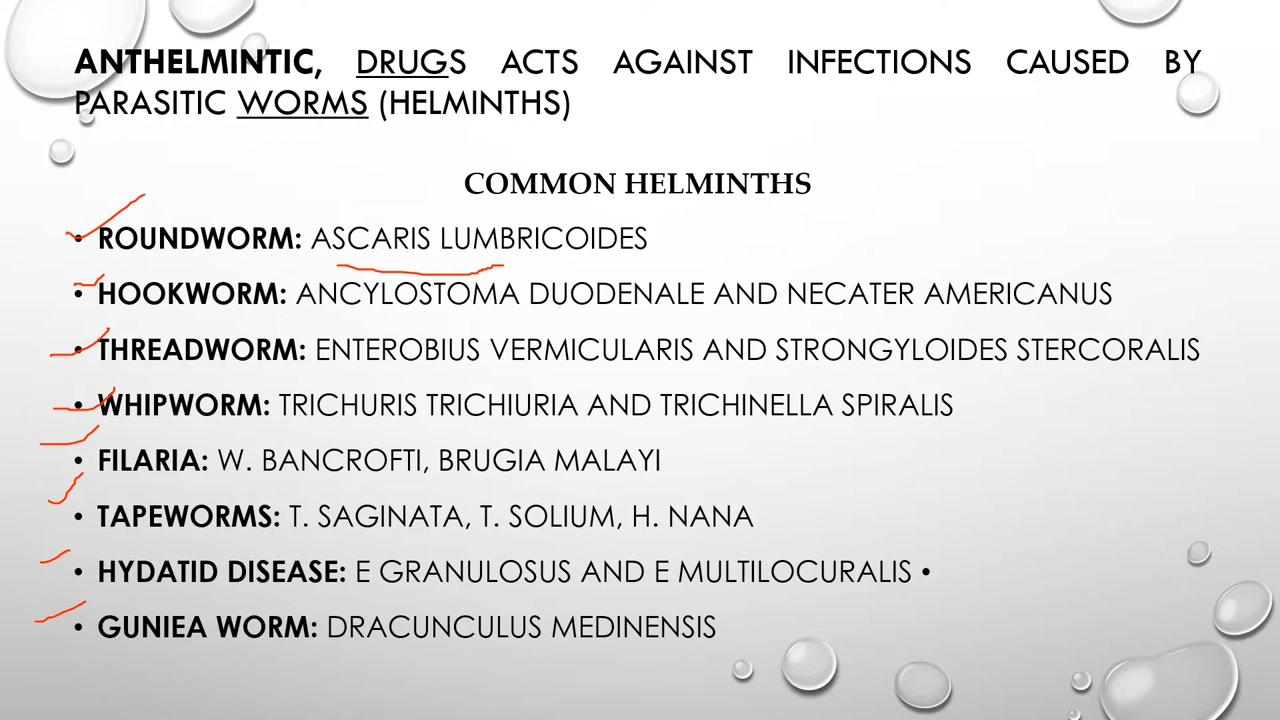 ANTHELMINTIC, DRUGS ACTS AGAINST INFECTIONS CAUSED BY
PARASITIC WORMS (HELMINTHS)
COMMON HELMINTHS
• ROUNDWORM: ASCARIS LUMBRICOIDES
• HOOKWORM: ANCYLOSTOMA DUODENALE AND NECATER AMERICANUS
• THREADWORM: ENTEROBIUS VERMICULARIS AND STRONGYLOIDES STERCORALIS
• WHIPWORM: TRICHURIS TRICHIURIA AND TRICHINELLA SPIRALIS
• FILARIA: W. BANCROFTI, BRUGIA MALAYI
• TAPEWORMS: T. SAGINATA, T. SOLIUM, H. NANA
• HYDATID DISEASE: E GRANULOSUS AND E MULTILOCURALIS •
• GUNIEA WORM: DRACUNCULUS MEDINENSIS